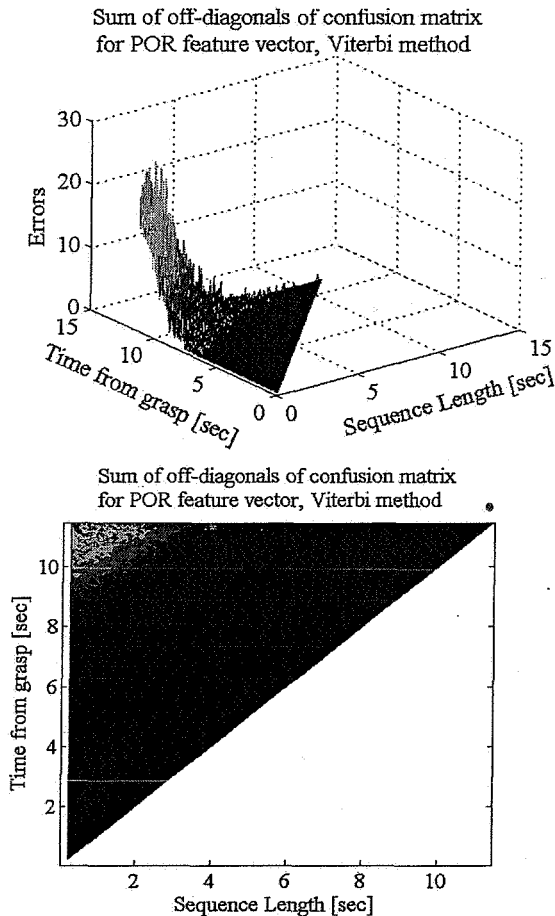 Sum of off-diagonals of confusion matrix
for POR feature vector, Viterbi method
30
20
10
0
Errors
15
10
5
0
Time from grasp [sec]
0
5
10
15
Sequence Length [sec]
Sum of off-diagonals of confusion matrix
for POR feature vector, Viterbi method
10
8
6
4
2
Time from grasp [sec]
2
4
6
8
10
Sequence Length [sec]